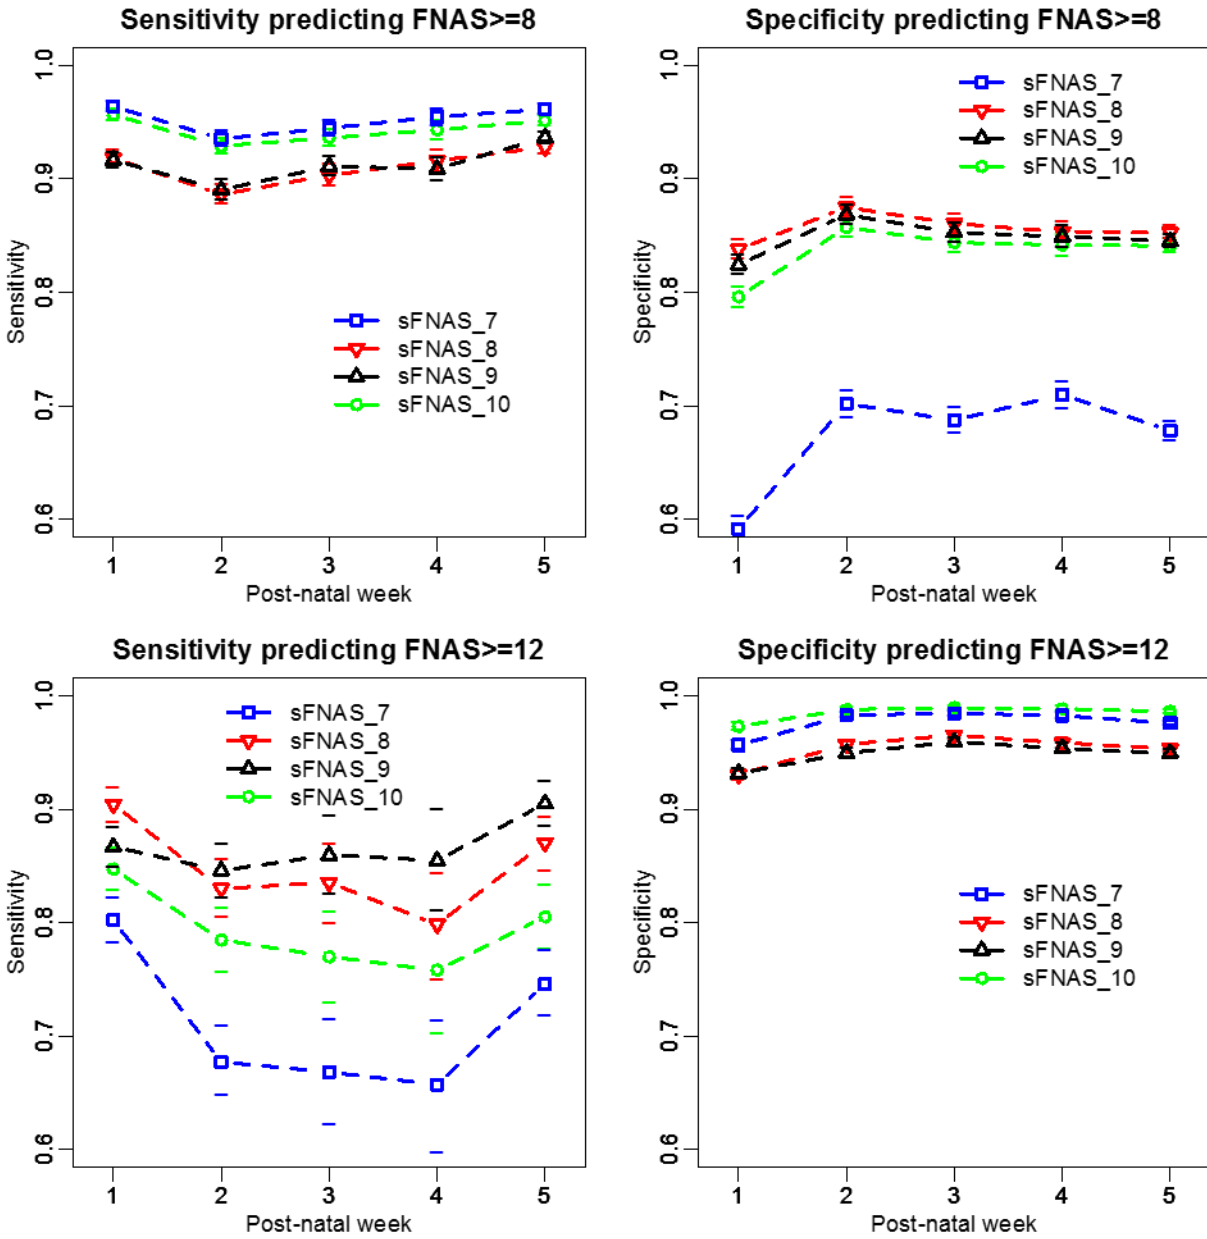 Sensitivity predicting FNAS>=8
Sensitivity
1.0
0.9
0.8
0.7
0.6
sFNAS_7
sFNAS_8
sFNAS_9
sFNAS_10
1 2 3 4 5
Post-natal week
Specificity predicting FNAS>=8
Specificity
1.0
0.9
0.8
0.7
0.6
sFNAS_7
sFNAS_8
sFNAS_9
sFNAS_10
1 2 3 4 5
Post-natal week
Sensitivity predicting FNAS>=12
Sensitivity
1.0
0.9
0.8
0.7
0.6
sFNAS_7
sFNAS_8
sFNAS_9
sFNAS_10
1 2 3 4 5
Post-natal week
Specificity predicting FNAS>=12
Specificity
1.0
0.9
0.8
0.7
0.6
sFNAS_7
sFNAS_8
sFNAS_9
sFNAS_10
1 2 3 4 5
Post-natal week